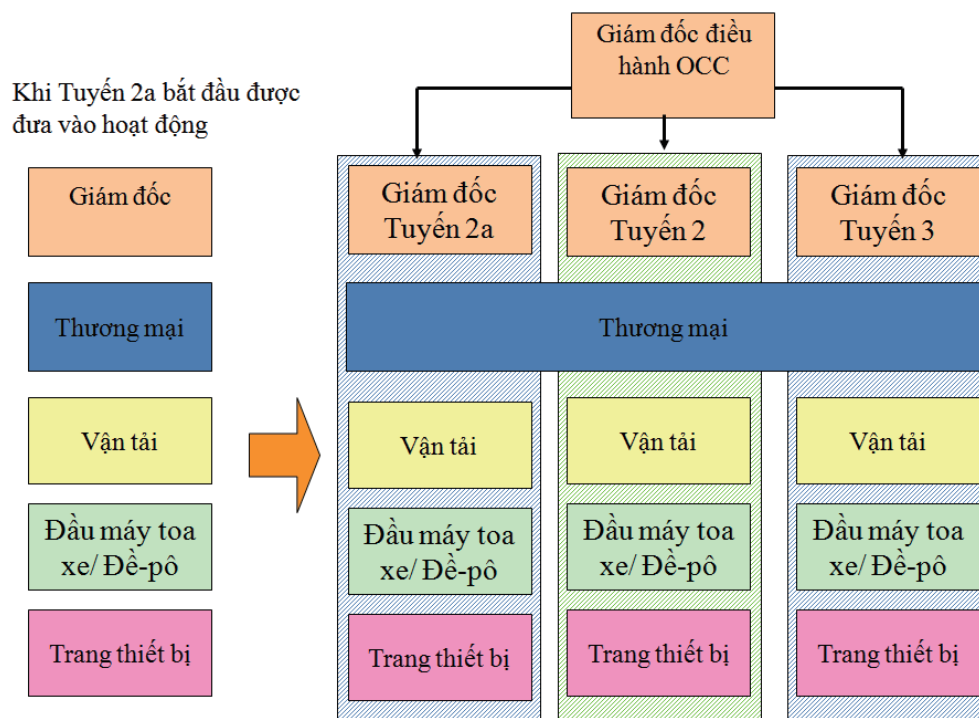 Giám đốc điều
hành OCC
Khi Tuyến 2a bắt đầu được
đưa vào hoạt động
Giám đốc
Thương mại
Vận tải
Đầu máy toa
xe/ Đề-pô
Trang thiết bị
Giám đốc
Tuyến 2a
Giám đốc
Tuyến 2
Giám đốc
Tuyến 3
Thương mại
Vận tải
Vận tải
Vận tải
Đầu máy toa
xe/ Đề-pô
Đầu máy toa
xe/ Đề-pô
Đầu máy toa
xe/ Đề-pô
Trang thiết bị
Trang thiết bị
Trang thiết bị